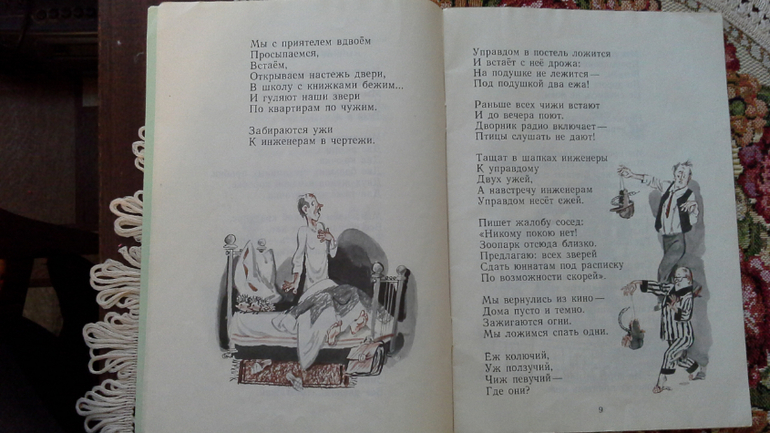 Мы с приятелем вдвоём
Просыпаемся,
Встаём,
Открываем настежь двери,
В школу с книжками бежим...
И гуляют наши звери
По квартирам по чужим.
Забираются ужи
К инженерам в чертежи.
Управдом в постель ложится
И встаёт с неё дрожа:
На подушке не лежится—
Под подушкой два ежа!
Раньше всех чижи встают
И до вечера поют.
Дворник радио включает—
Птицы слушать не дают!
Тащат в шапках инженеры
К управдому
Двух ужей,
А навстречу инженерам
Управдом несёт ежей.
Пишет жалобу сосед:
«Никому покою нет!
Зоопарк отсюда близко.
Предлагаю: всех зверей
Сдать юннатам под расписку
По возможности скорей».
Мы вернулись из кино—
Дома пусто и темно.
Зажигаются огни.
Мы ложимся спать одни.
Ёж колючий,
Уж ползучий,
Чиж певучий—
Где они?
9